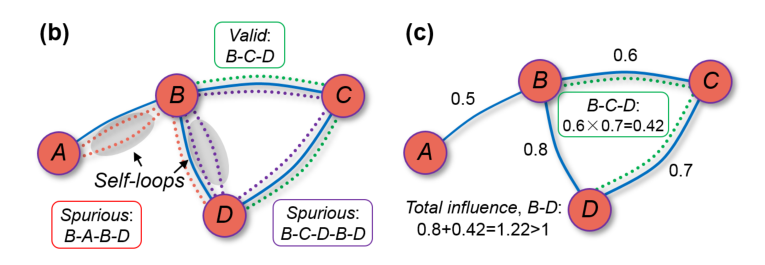 (b)
Valid:
B-C-D
B
C
A
Self-loops
D
Spurious:
B-A-B-D
Spurious:
B-C-D-B-D
(c)
0.6
B
C
0.5
B-C-D:
0.6×0.7=0.42
A
0.8
0.7
D
Total influence, B-D:
0.8+0.42=1.22>1